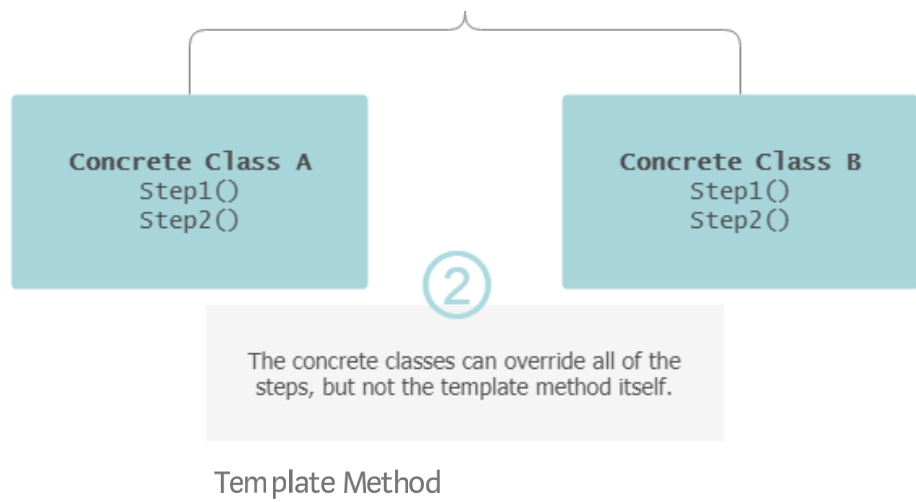 Concrete Class A
Step1()
Step2()
Concrete Class B
Step1()
Step2()
2
The concrete classes can override all of the
steps, but not the template method itself.
Template Method